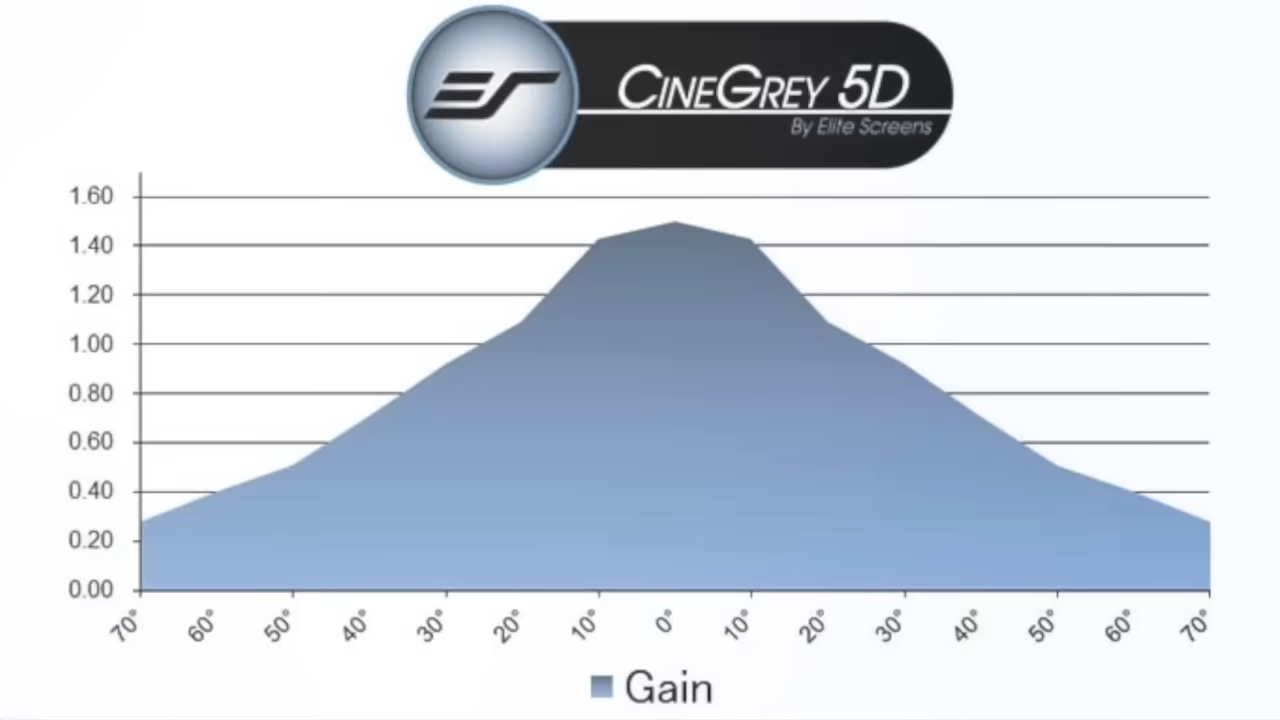 ES
CINEGREY 5D
By Elite Screens
1.60
1.40
1.20
1.00
0.80
0.60
0.40
0.20
0.00
70° 60° 50° 40° 30° 20° 10° 0° 10° 20° 30° 40° 50° 60° 70°
Gain